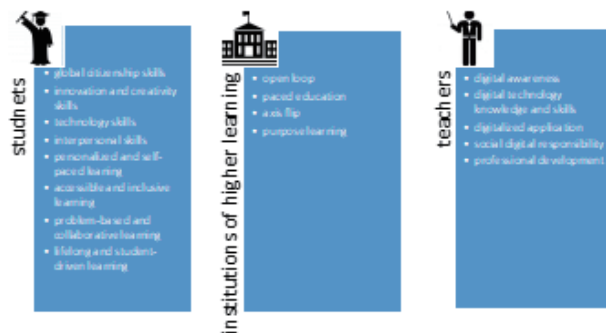 studnets
• global citizenship skills
• innovation and creativity
skills
• technology skills
• interpersonal skills
• personalized and self-
paced learning
• accessible and inclusive
learning
• problem-based and
collaborative learning
• lifelong and student-
driven learning
institutions of higher learning
• open loop
• paced education
• axis flip
• purpose learning
teachers
• digital awareness
• digital technology
knowledge and skills
• digitalized application
• social digital responsibility
• professional development